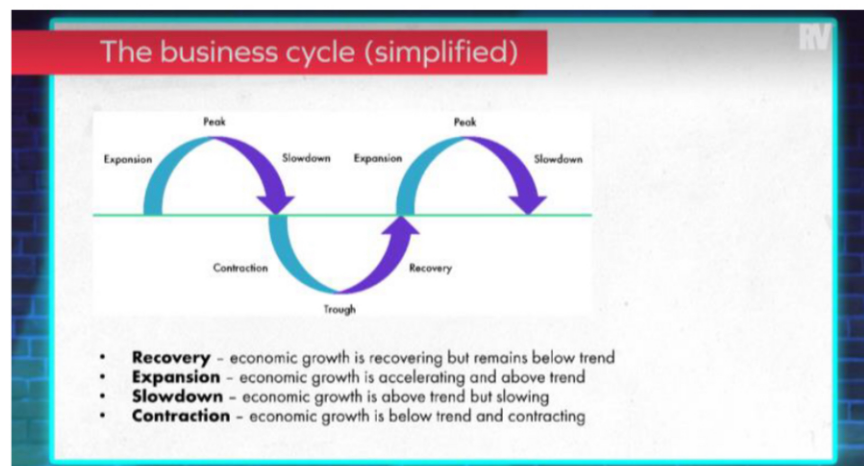 The business cycle (simplified)
RV
Peak
Peak
Expansion
Slowdown
Expansion
Slowdown
Contraction
Recovery
Trough
• Recovery – economic growth is recovering but remains below trend
• Expansion – economic growth is accelerating and above trend
• Slowdown – economic growth is above trend but slowing
• Contraction – economic growth is below trend and contracting